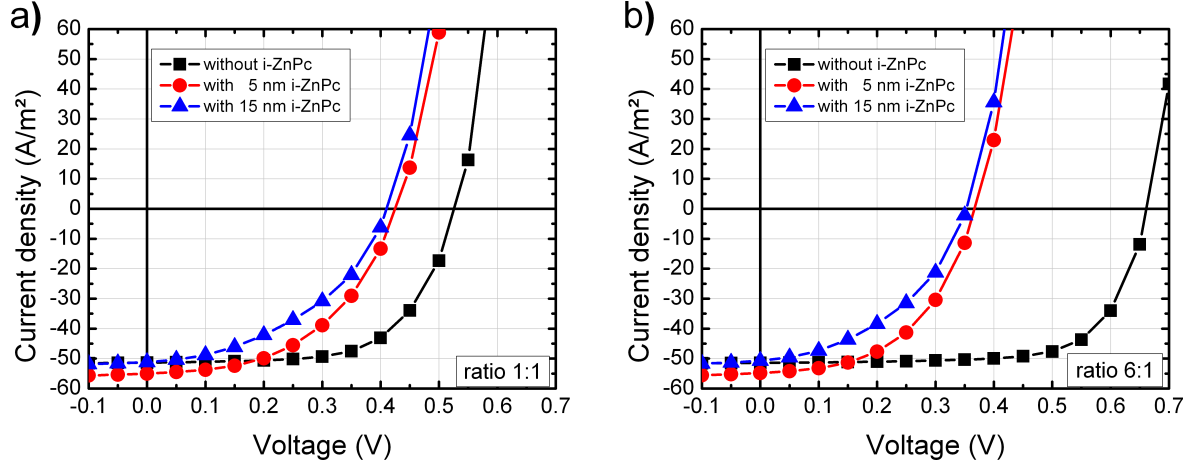 a)
60
50
40
30
20
10
0
-10
-20
-30
-40
-50
-60
Current density (A/m²)
without i-ZnPc
with 5 nm i-ZnPc
with 15 nm i-ZnPc
ratio 1:1
-0.1 0.0 0.1 0.2 0.3 0.4 0.5 0.6 0.7
Voltage (V)
b)
60
50
40
30
20
10
0
-10
-20
-30
-40
-50
-60
Current density (A/m²)
without i-ZnPc
with 5 nm i-ZnPc
with 15 nm i-ZnPc
ratio 6:1
-0.1 0.0 0.1 0.2 0.3 0.4 0.5 0.6 0.7
Voltage (V)